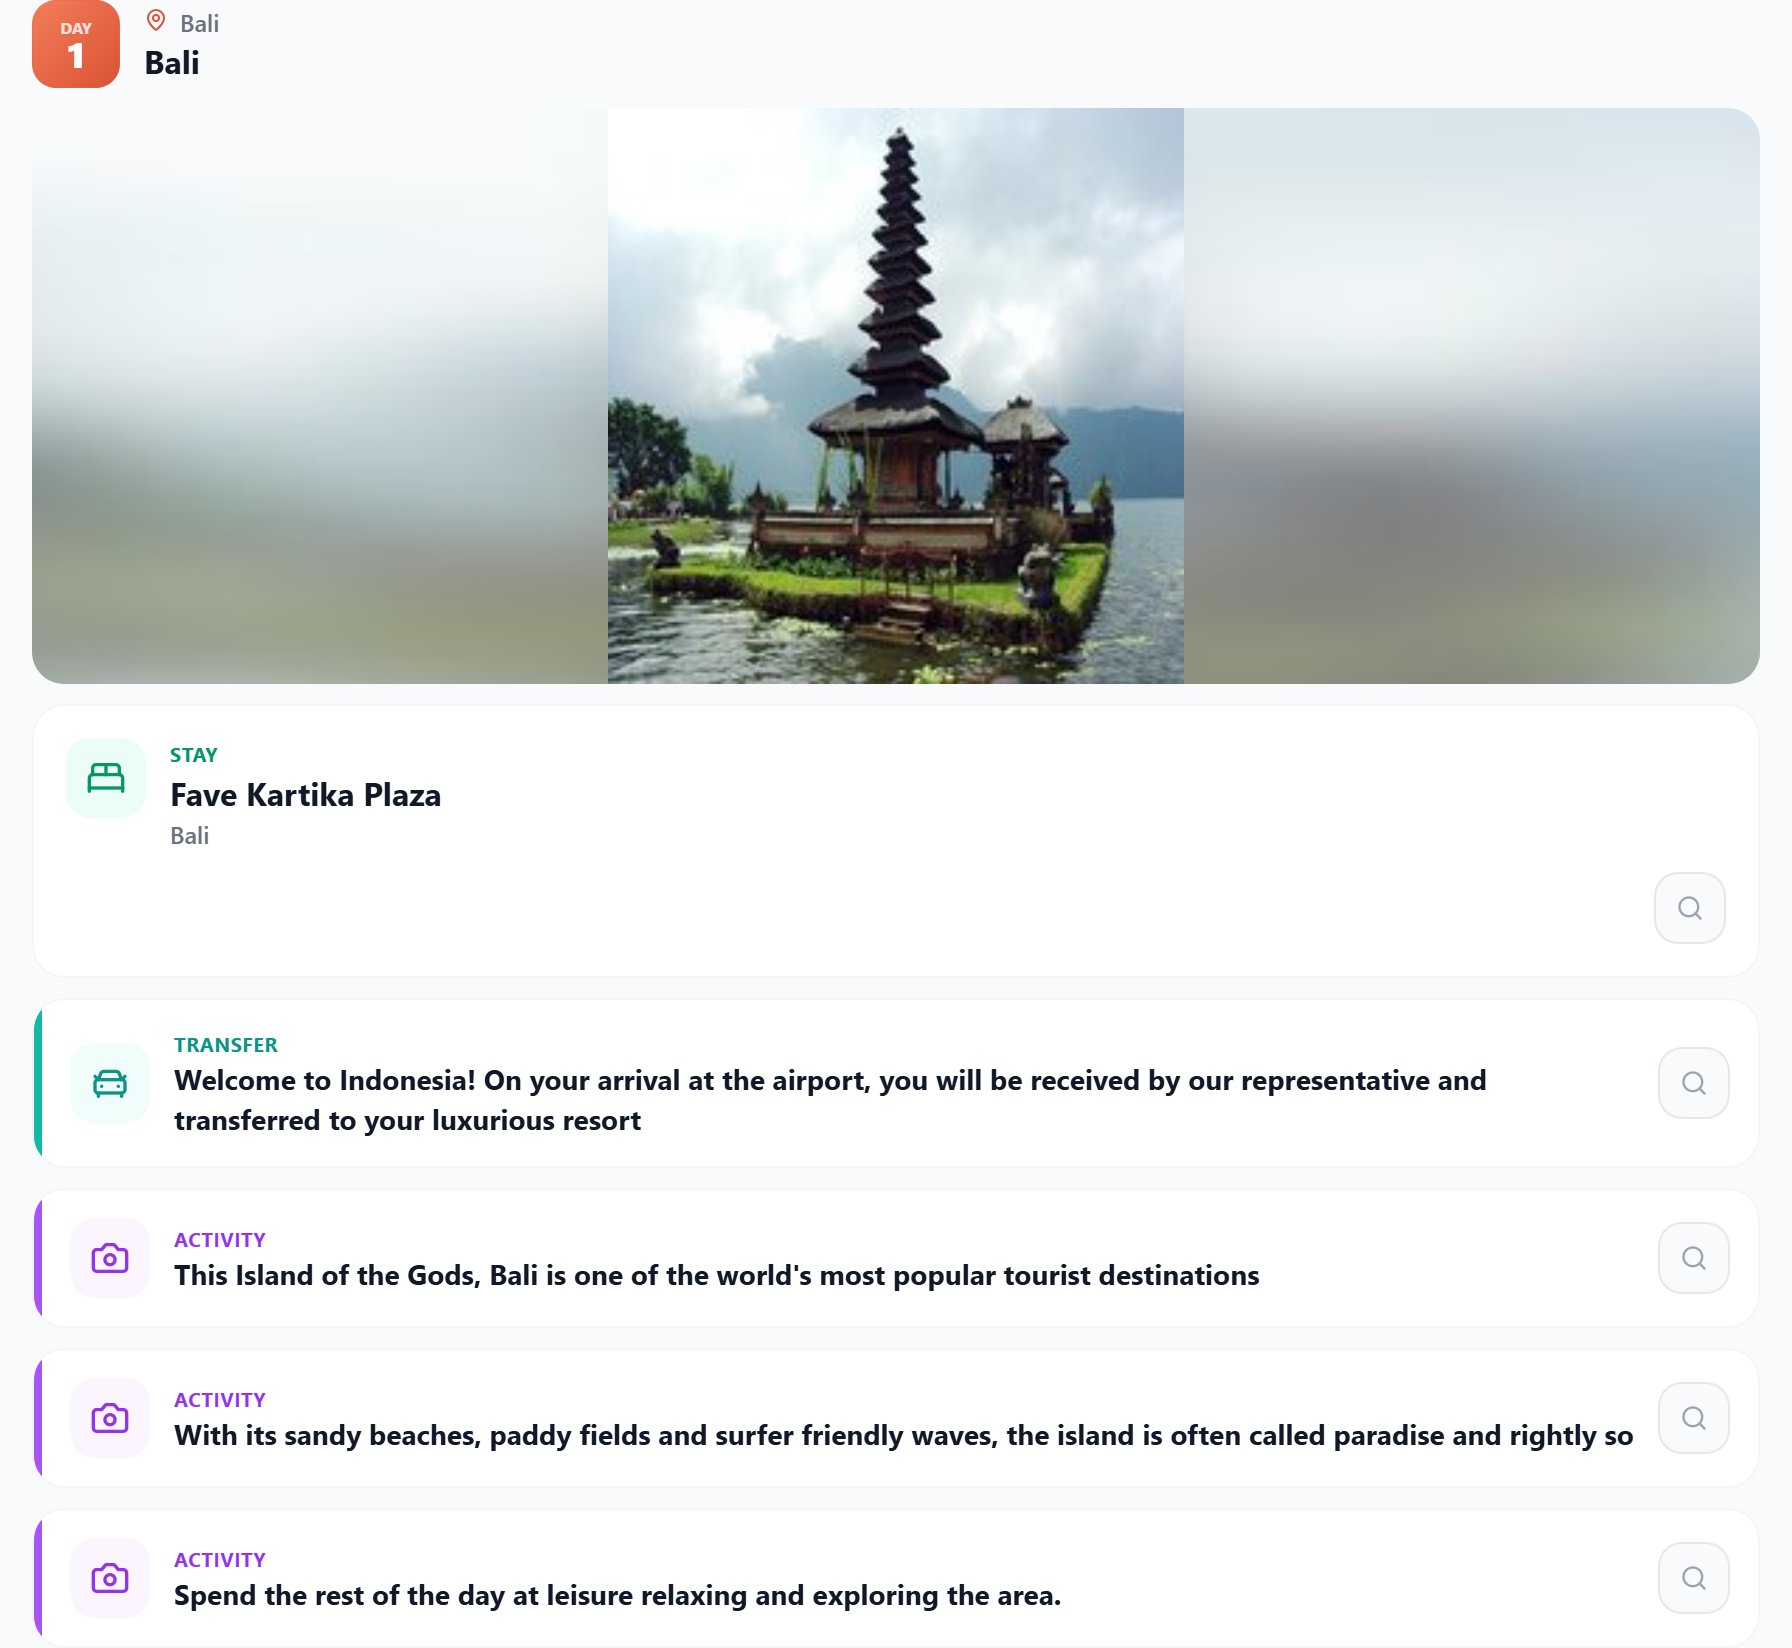 DAY
1
Bali
Bali
STAY
Fave Kartika Plaza
Bali
TRANSFER
Welcome to Indonesia! On your arrival at the airport, you will be received by our representative and
transferred to your luxurious resort
ACTIVITY
This Island of the Gods, Bali is one of the world's most popular tourist destinations
ACTIVITY
With its sandy beaches, paddy fields and surfer friendly waves, the island is often called paradise and rightly so
ACTIVITY
Spend the rest of the day at leisure relaxing and exploring the area.